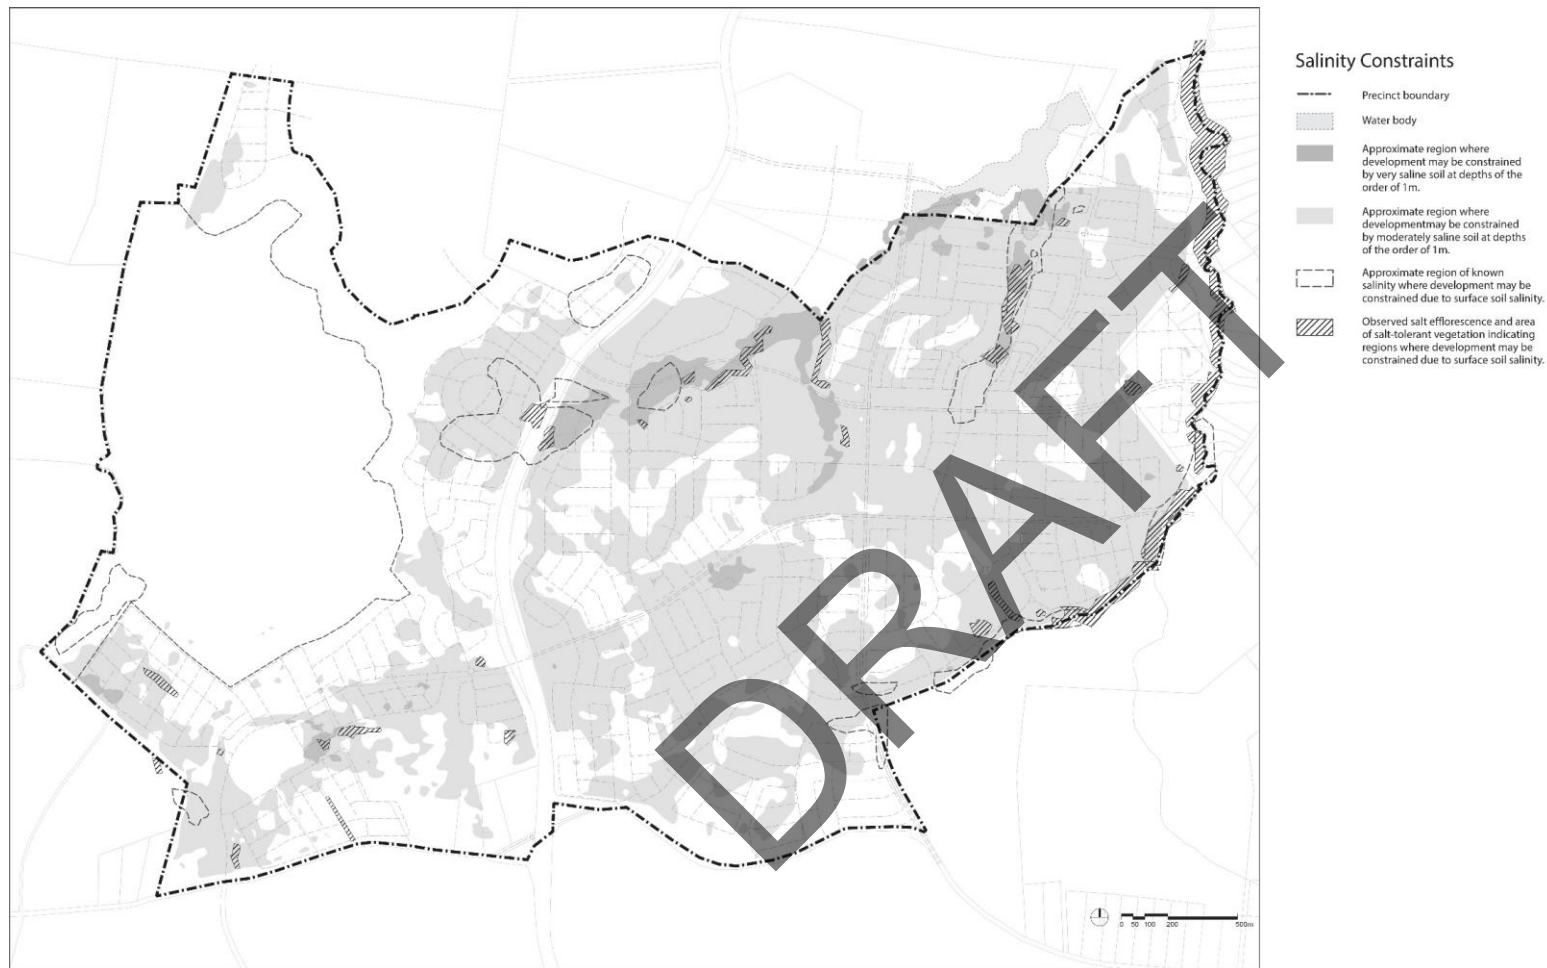 Salinity Constraints
Precinct boundary
Water body
Approximate region where
development may be constrained
by very saline soil at depths of the
order of 1m.
Approximate region where
developmentmay be constrained
by moderately saline soil at depths
of the order of 1m.
Approximate region of known
salinity where development may be
constrained due to surface soil salinity.
Observed salt efflorescence and area
of salt-tolerant vegetation indicating
regions where development may be
constrained due to surface soil salinity.
DRAFT
0 50 100 200 500m